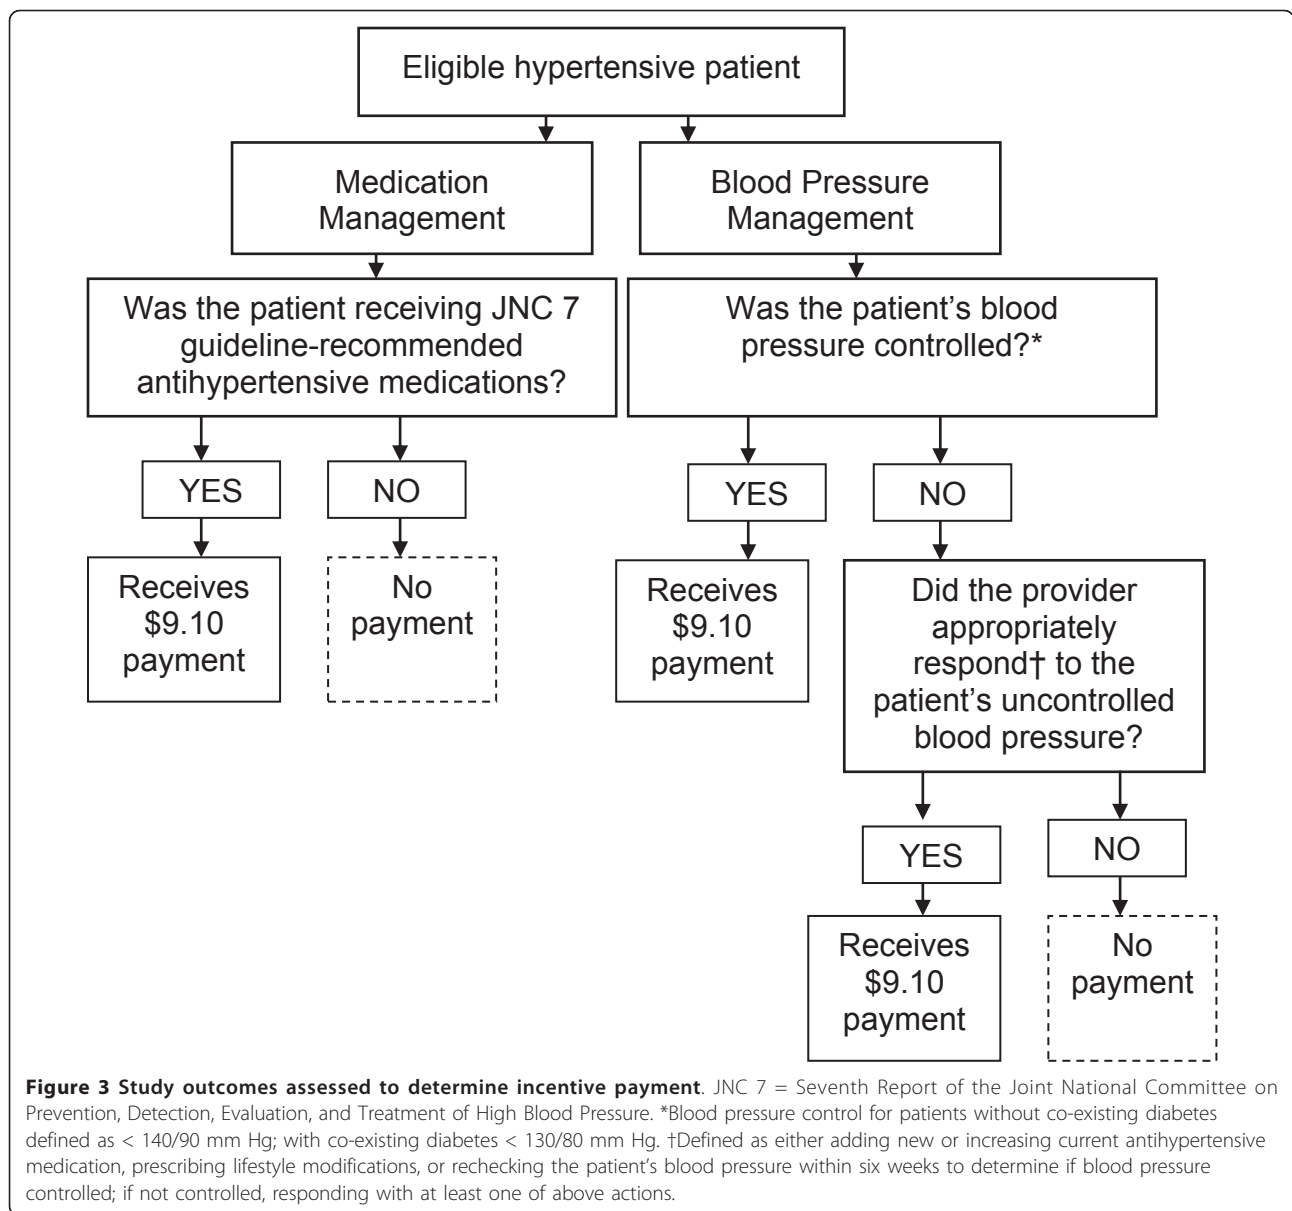 Eligible hypertensive patient
Medication
Management
Blood Pressure
Management
Was the patient receiving JNC 7
guideline-recommended
antihypertensive medications?
Was the patient's blood
pressure controlled?*
YES
NO
YES
NO
Receives
$9.10
payment
No
payment
Receives
$9.10
payment
Did the provider
appropriately
respond† to the
patient's uncontrolled
blood pressure?
YES
NO
Receives
$9.10
payment
No
payment
Figure 3 Study outcomes assessed to determine incentive payment. JNC 7 = Seventh Report of the Joint National Committee on
Prevention, Detection, Evaluation, and Treatment of High Blood Pressure. *Blood pressure control for patients without co-existing diabetes
defined as < 140/90 mm Hg; with co-existing diabetes < 130/80 mm Hg. †Defined as either adding new or increasing current antihypertensive
medication, prescribing lifestyle modifications, or rechecking the patient's blood pressure within six weeks to determine if blood pressure
controlled; if not controlled, responding with at least one of above actions.